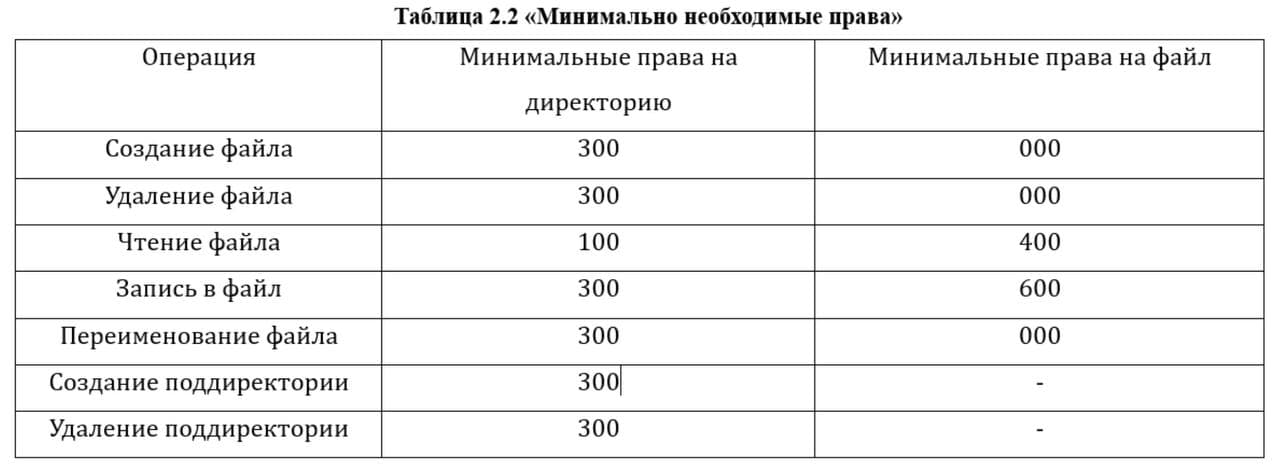 Таблица 2.2 «Минимально необходимые права»
Операция Минимальные права на директорию Минимальные права на файл
Создание файла 300 000
Удаление файла 300 000
Чтение файла 100 400
Запись в файл 300 600
Переименование файла 300 000
Создание поддиректории 300 -
Удаление поддиректории 300 -